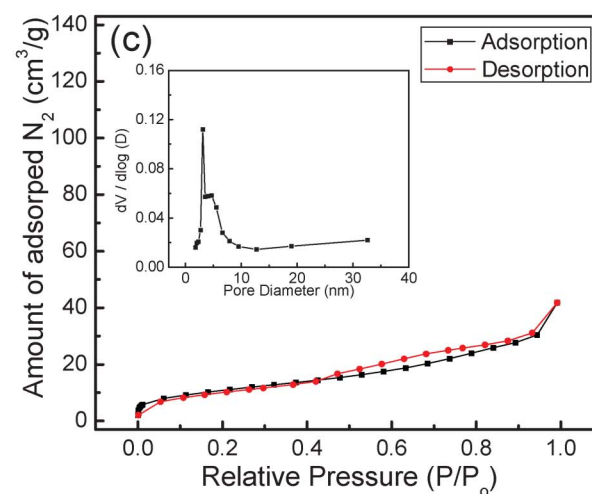 (c)
Adsorption
Desorption
Amount of adsorped N₂ (cm³/g)
140
120
100
80
60
40
20
0
0.0 0.2 0.4 0.6 0.8 1.0
Relative Pressure (P/Pₒ)
dV / dlog (D)
0.16
0.12
0.08
0.04
0.00
0 10 20 30 40
Pore Diameter (nm)